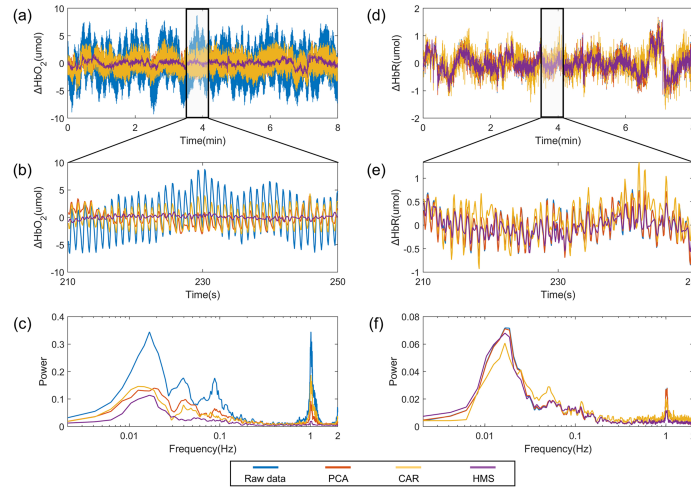 (a)
10
5
0
-5
-10
ΔHbO2(umol)
0 2 4 6 8
Time(min)
(d)
2
1
0
-1
-2
ΔHbR(umol)
0 2 4 6
Time(min)
(b)
10
5
0
-5
-10
ΔHbO2(umol)
210 230 250
Time(s)
(e)
1
0
-1
ΔHbR(umol)
210 230
Time(s)
(c)
0.4
0.3
0.2
0.1
0
Power
0.01 0.1 1 2
Frequency(Hz)
(f)
0.08
0.06
0.04
0.02
0
Power
0.01 0.1 1
Frequency(Hz)
Raw data PCA CAR HMS